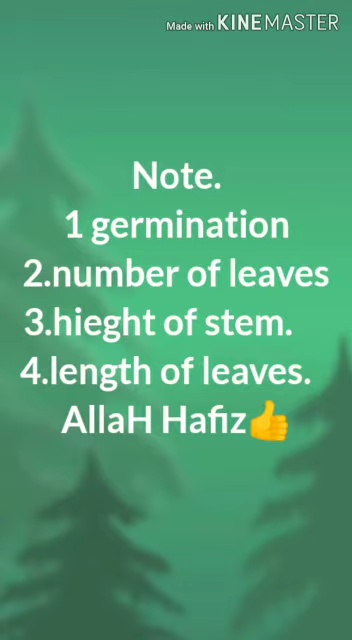 Made with KINEMASTER
Note.
1 germination
2.number of leaves
3.hieght of stem.
4.length of leaves.
AllaH Hafiz👍